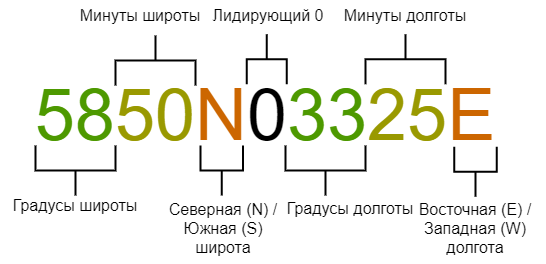 Минуты широты Лидирующий 0 Минуты долготы
5850N03325E
Градусы широты
Северная (N) /
Южная (S)
широта
Градусы долготы
Восточная (E) /
Западная (W)
долгота